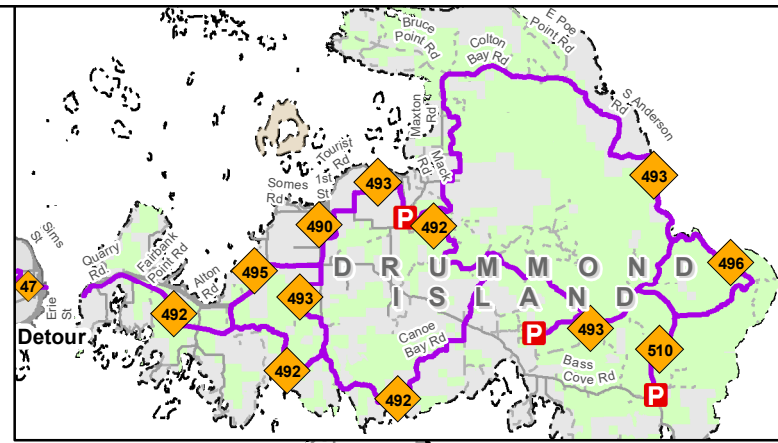 Bruce
Point Rd
E Poe
Point Rd
Colton
Bay Rd
S Anderson
Rd
Maxton
Rd
Mack
Rd
Tourist
Rd
1st
St
Somes
Rd
493
493
P
492
490
496
495
DRUMMOND
ISLAND
493
Sims
St
Quarry
Rd
Fairbank
Point Rd
Alton
Rd
47
Erie
St
492
Detour
Canoe
Bay Rd
P
493
510
492
Bass
Cove Rd
492
P